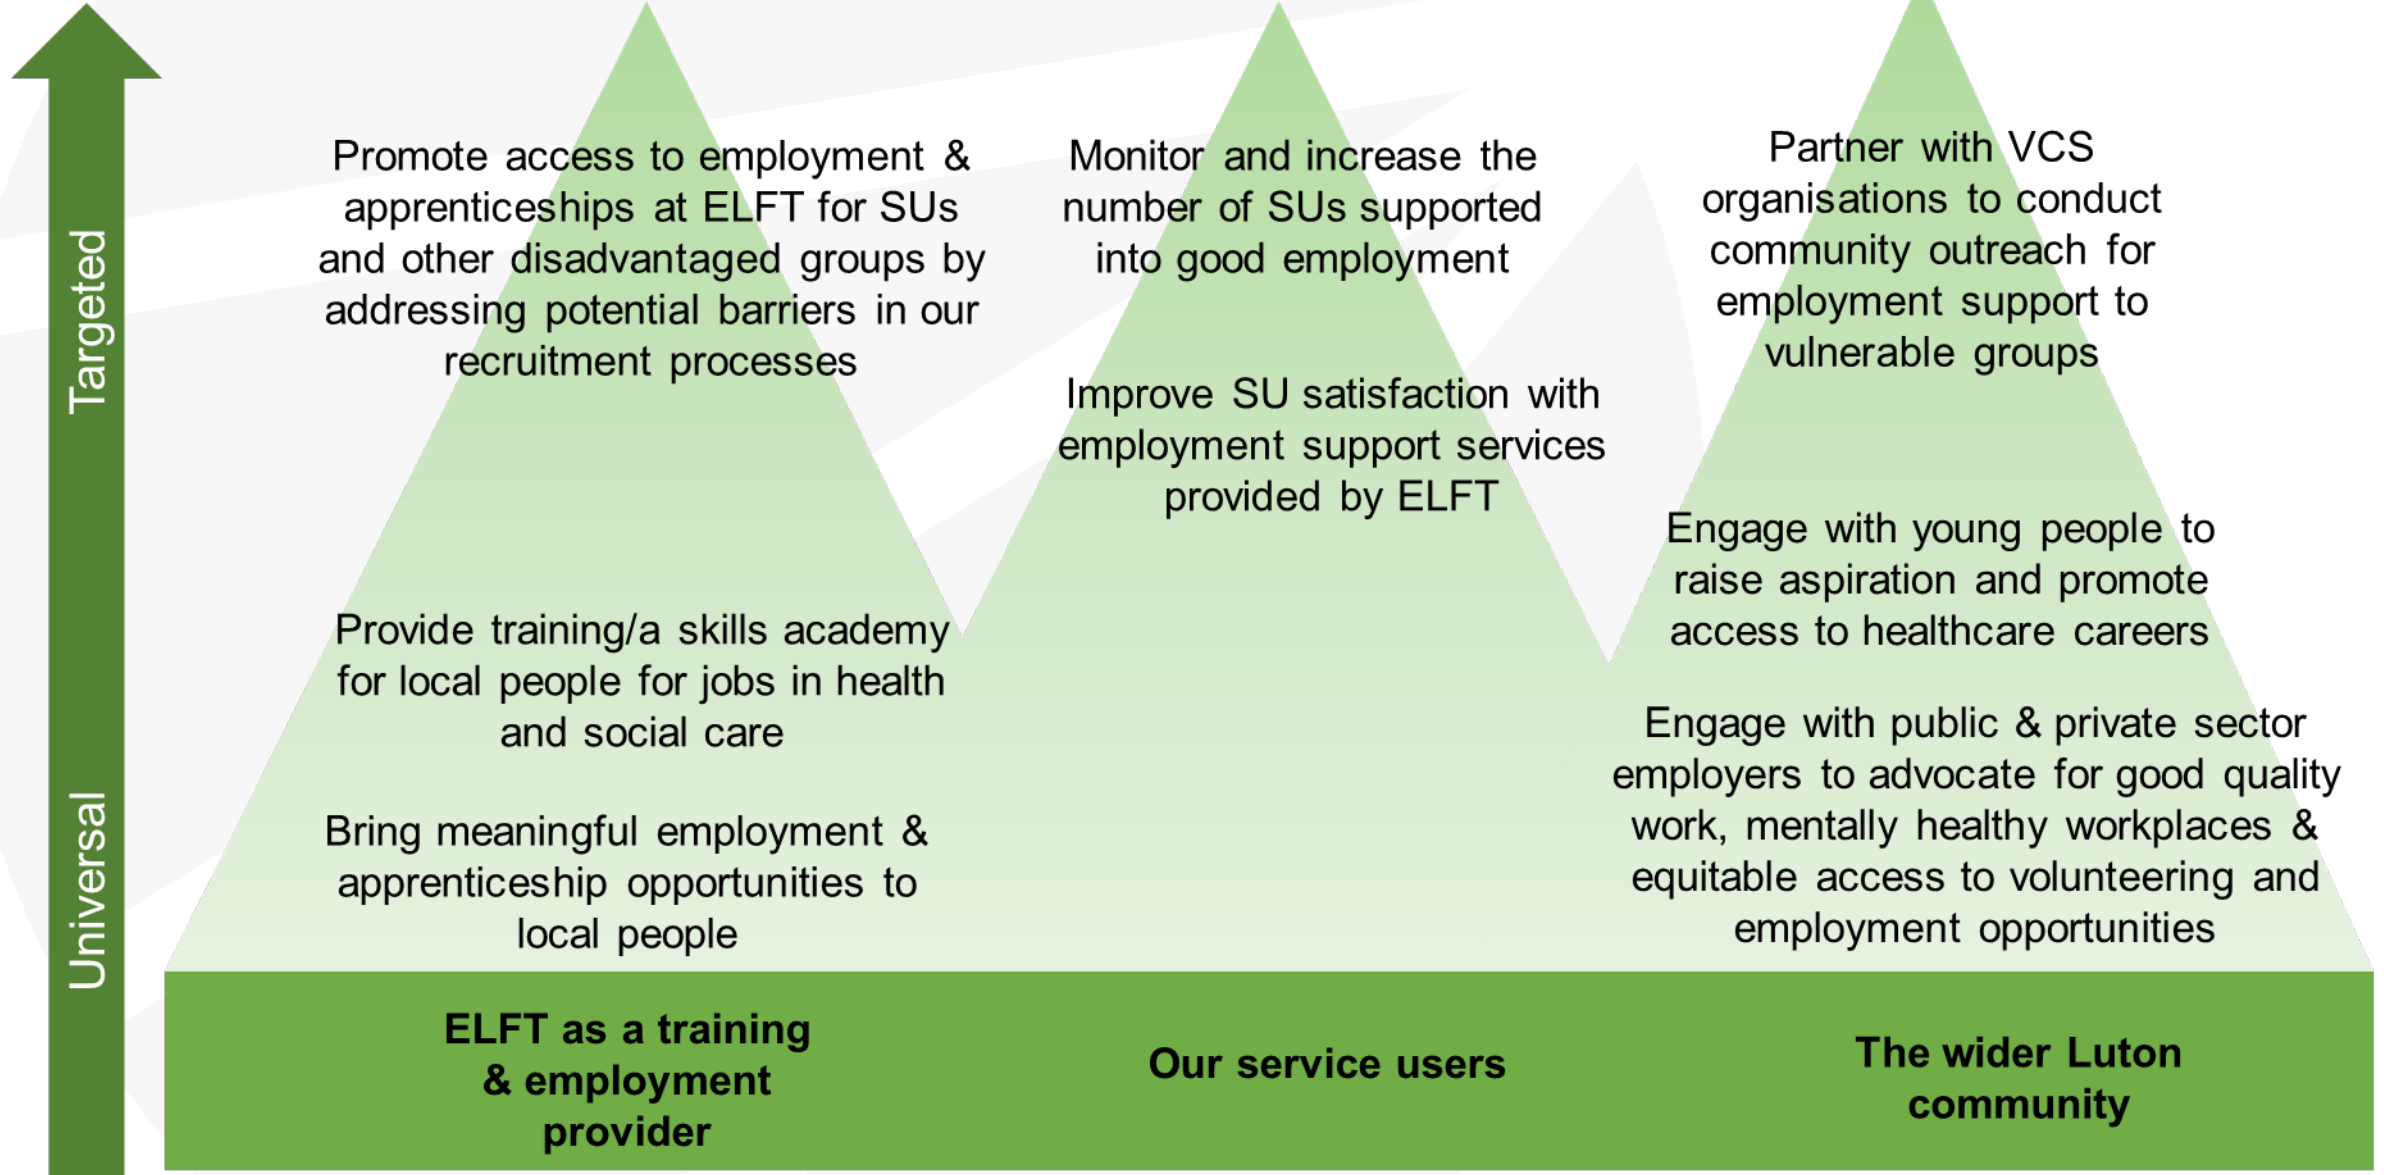 Targeted
Universal
Promote access to employment &
apprenticeships at ELFT for SUs
and other disadvantaged groups by
addressing potential barriers in our
recruitment processes
Provide training/a skills academy
for local people for jobs in health
and social care
Bring meaningful employment &
apprenticeship opportunities to
local people
ELFT as a training
& employment
provider
Monitor and increase the
number of SUs supported
into good employment
Improve SU satisfaction with
employment support services
provided by ELFT
Our service users
Partner with VCS
organisations to conduct
community outreach for
employment support to
vulnerable groups
Engage with young people to
raise aspiration and promote
access to healthcare careers
Engage with public & private sector
employers to advocate for good quality
work, mentally healthy workplaces &
equitable access to volunteering and
employment opportunities
The wider Luton
community